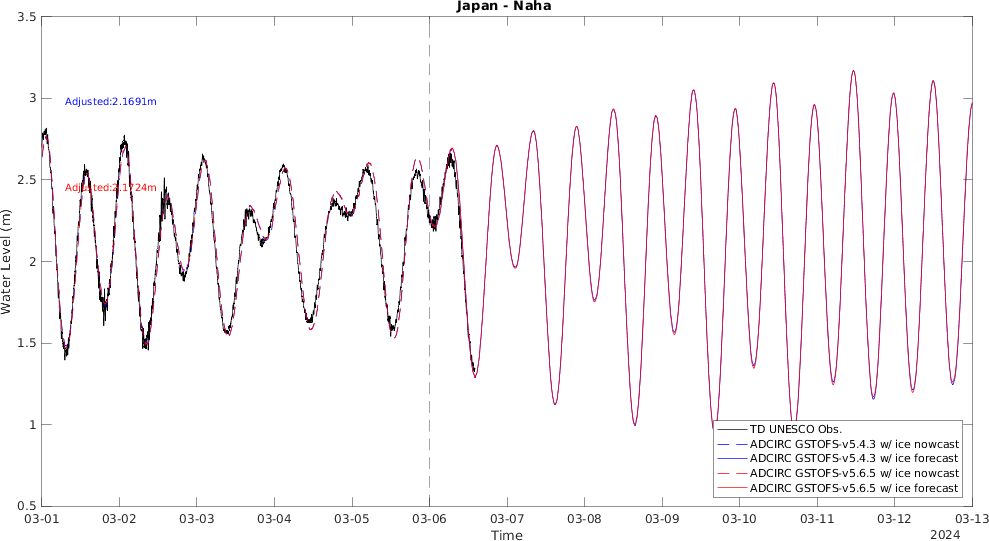 Japan - Naha
3.5
3
2.5
2
1.5
1
0.5
Water Level (m)
Adjusted:2.1691m
Adjusted:2.1724m
TD UNESCO Obs.
ADCIRC GSTOFS-v5.4.3 w/ ice nowcast
ADCIRC GSTOFS-v5.4.3 w/ ice forecast
ADCIRC GSTOFS-v5.6.5 w/ ice nowcast
ADCIRC GSTOFS-v5.6.5 w/ ice forecast
03-01 03-02 03-03 03-04 03-05 03-06 03-07 03-08 03-09 03-10 03-11 03-12 03-13
Time
2024